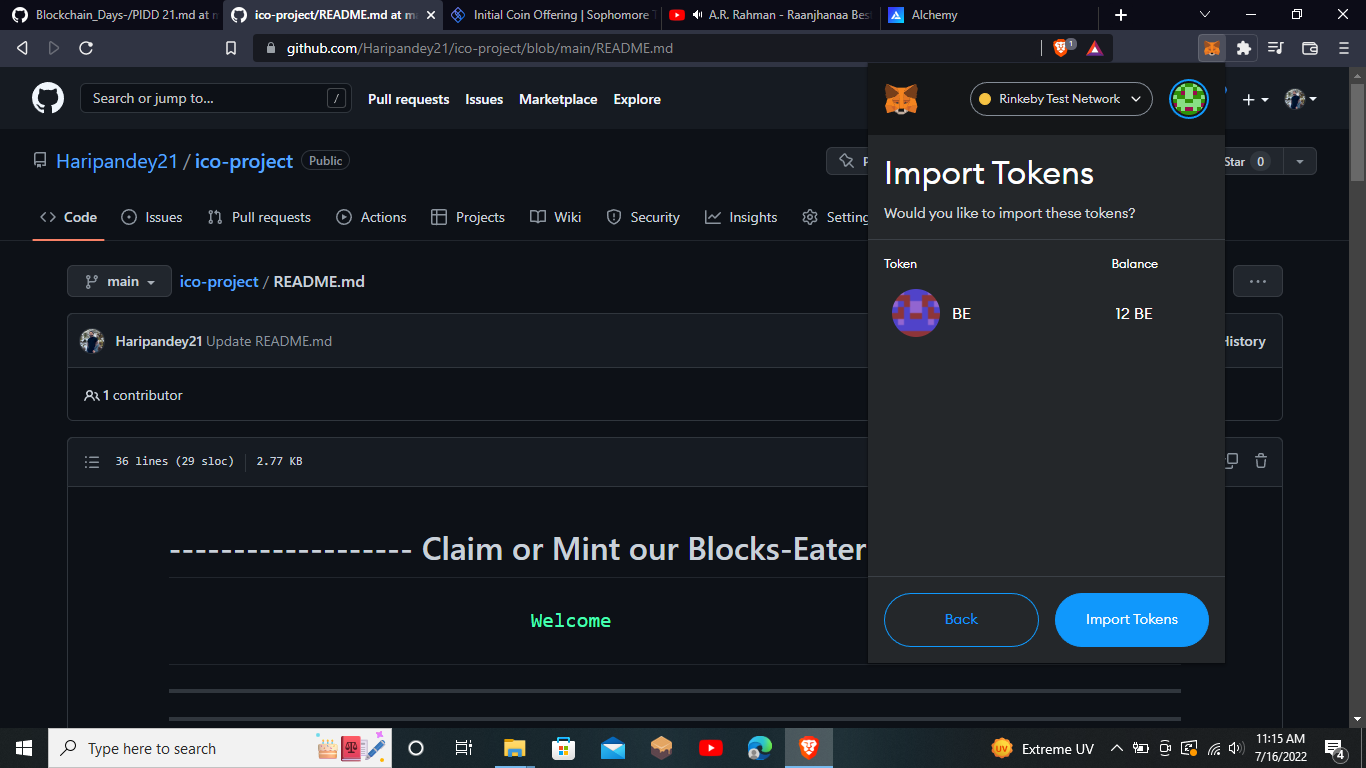 Blockchain_Days-/PIDD 21.md at m
ico-project/README.md at ma
Initial Coin Offering | Sophomore T
A.R. Rahman - Raanjhanaa Bes
Alchemy
github.com/Haripandey21/ico-project/blob/main/README.md
1
Search or jump to...
/
Pull requests
Issues
Marketplace
Explore
Rinkeby Test Network
Haripandey21 / ico-project
Public
Star 0
Import Tokens
Would you like to import these tokens?
Code
Issues
Pull requests
Actions
Projects
Wiki
Security
Insights
Setting
Token
Balance
BE
12 BE
main
ico-project / README.md
Haripandey21 Update README.md
History
1 contributor
36 lines (29 sloc)
2.77 KB
------------------- Claim or Mint our Blocks-Eater
Welcome
Back
Import Tokens
Type here to search
UV
Extreme UV
11:15 AM
7/16/2022
4